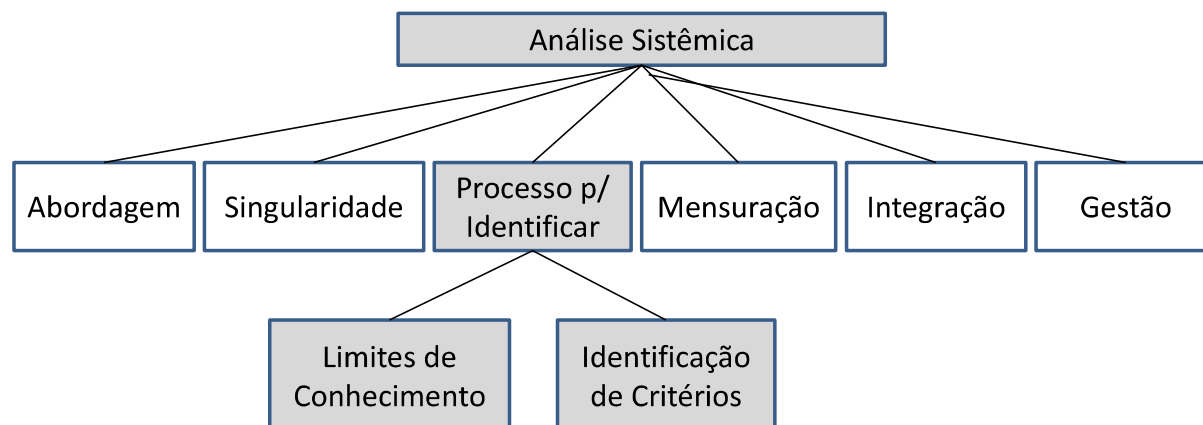 Análise Sistêmica
Abordagem
Singularidade
Processo p/
Identificar
Mensuração
Integração
Gestão
Limites de
Conhecimento
Identificação
de Critérios